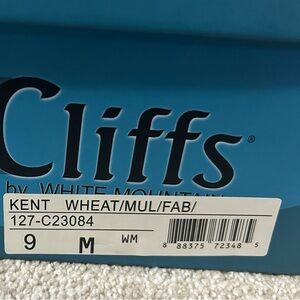 Cliffs®
by WHITE MOUNTAIN
KENT WHEAT/MUL/FAB/
127-C23084
9 M WM
8 88375 72348 5